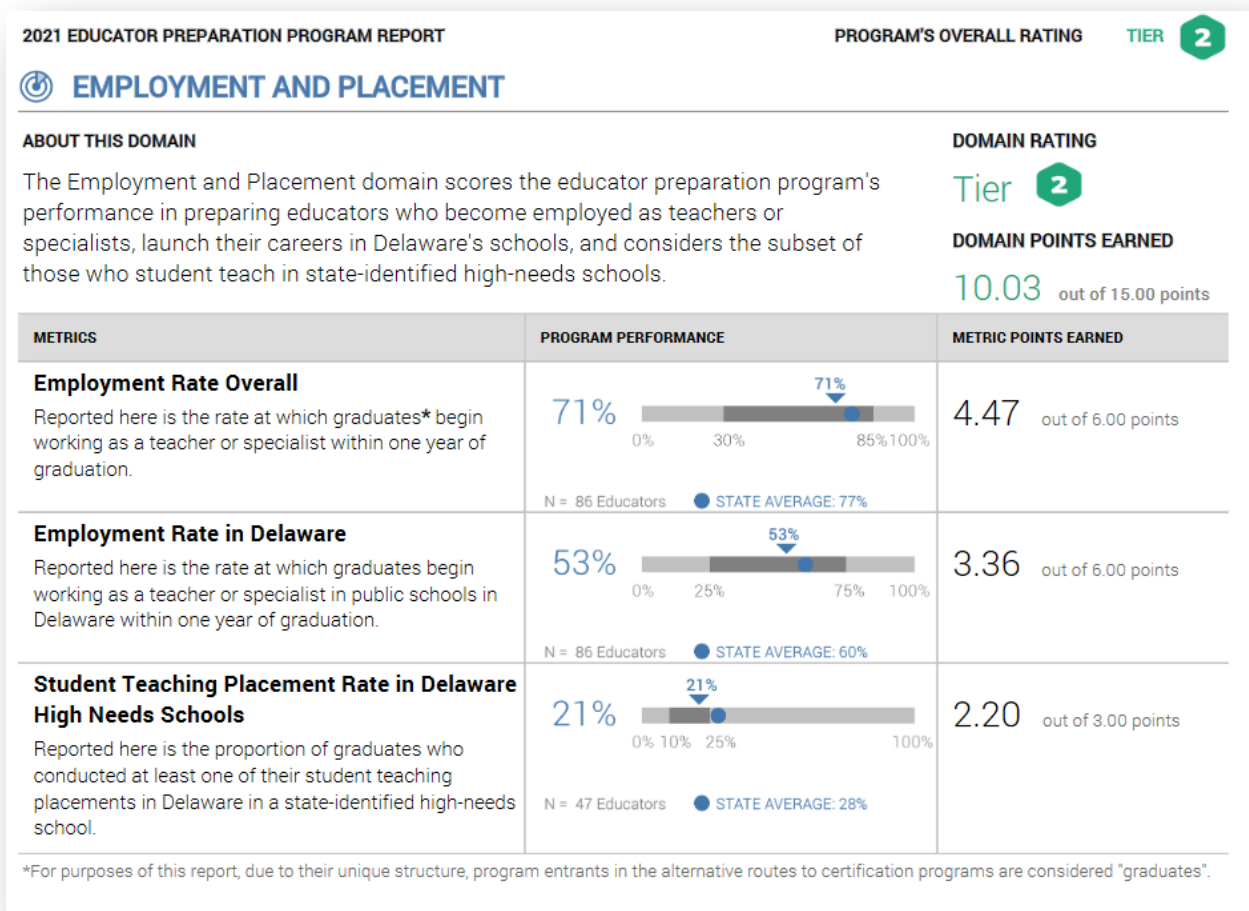 2021 EDUCATOR PREPARATION PROGRAM REPORT
PROGRAM'S OVERALL RATING TIER 2
EMPLOYMENT AND PLACEMENT
ABOUT THIS DOMAIN
The Employment and Placement domain scores the educator preparation program's
performance in preparing educators who become employed as teachers or
specialists, launch their careers in Delaware's schools, and considers the subset of
those who student teach in state-identified high-needs schools.
DOMAIN RATING
Tier 2
DOMAIN POINTS EARNED
10.03 out of 15.00 points
METRICS
PROGRAM PERFORMANCE
METRIC POINTS EARNED
Employment Rate Overall
Reported here is the rate at which graduates* begin
working as a teacher or specialist within one year of
graduation.
71%
71%
0% 30% 85% 100%
N = 86 Educators
STATE AVERAGE: 77%
4.47 out of 6.00 points
Employment Rate in Delaware
Reported here is the rate at which graduates begin
working as a teacher or specialist in public schools in
Delaware within one year of graduation.
53%
53%
0% 25% 75% 100%
N = 86 Educators
STATE AVERAGE: 60%
3.36 out of 6.00 points
Student Teaching Placement Rate in Delaware
High Needs Schools
Reported here is the proportion of graduates who
conducted at least one of their student teaching
placements in Delaware in a state-identified high-needs
school.
21%
21%
0% 10% 25% 100%
N = 47 Educators
STATE AVERAGE: 28%
2.20 out of 3.00 points
*For purposes of this report, due to their unique structure, program entrants in the alternative routes to certification programs are considered "graduates".